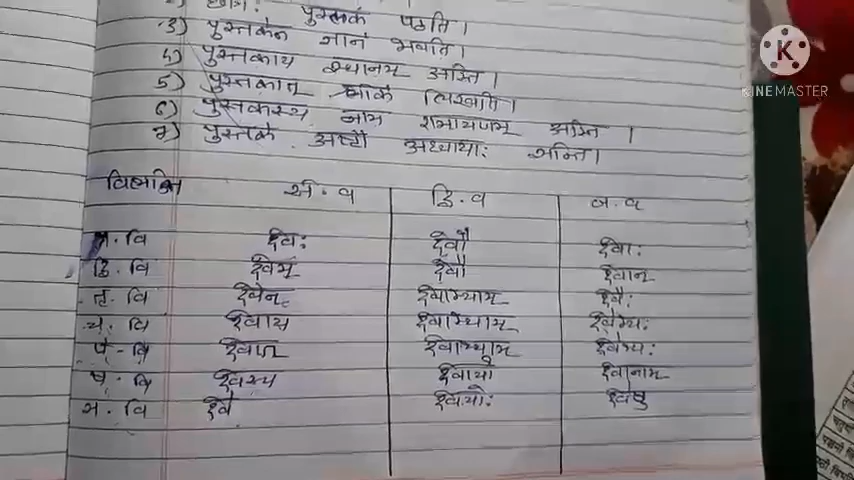 छात्रः पुस्तकं पठति।
3) पुस्तकेन ज्ञानं भवति।
4) पुस्तकाय स्थानम् अस्ति।
5) पुस्तकात् लिखति।
6) पुस्तकस्य नाम रामायणम् अस्ति।
7) पुस्तके अष्टौ अध्यायाः सन्ति।
KINEMASTER
विभक्ति ए.व द्वि.व ब.व
प्र.वि देवः देवौ देवाः
द्वि.वि देवम् देवौ देवान्
तृ.वि देवेन देवाभ्याम् देवैः
च.वि देवाय देवाभ्याम् देवेभ्यः
पं-वि देवात् देवाभ्याम् देवेभ्यः
ष.वि देवस्य देवयो देवानाम्
स.वि देवे देवयोः देवेषु